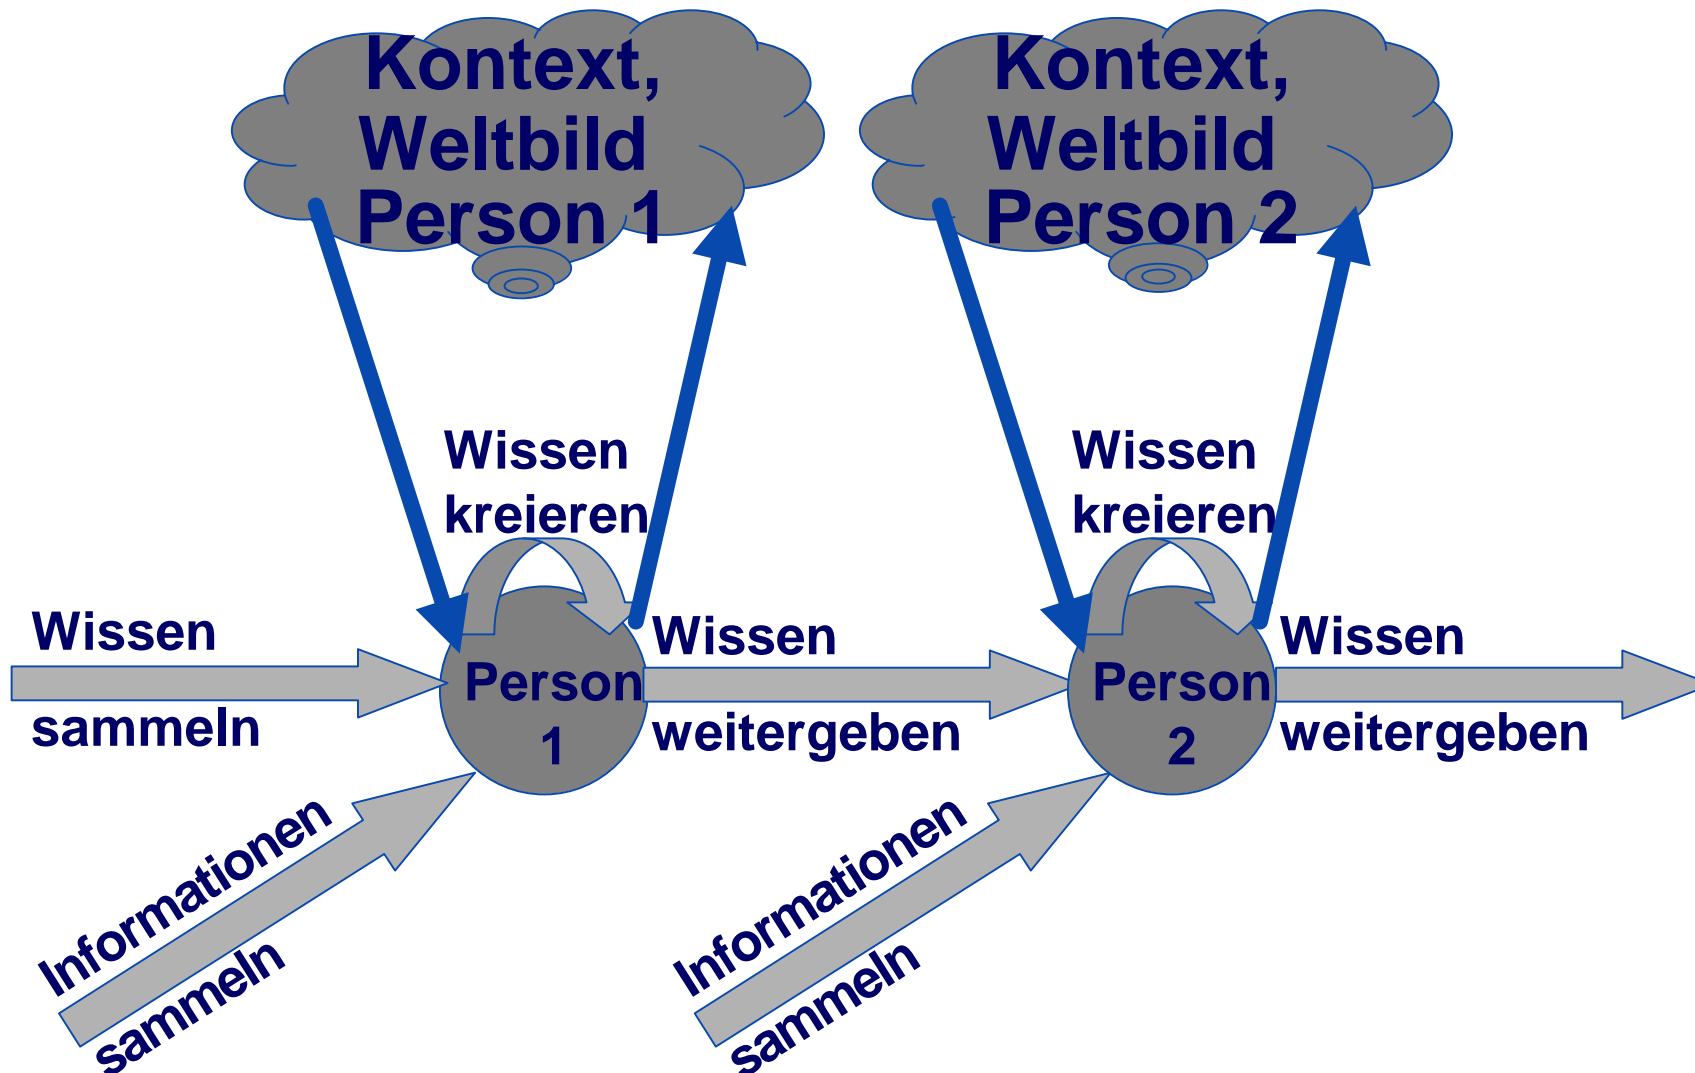 Kontext,
Weltbild
Person 1
Kontext,
Weltbild
Person 2
Wissen
kreieren
Wissen
kreieren
Wissen
sammeln
Person
1
Wissen
weitergeben
Person
2
Wissen
weitergeben
Informationen
sammeln
Informationen
sammeln